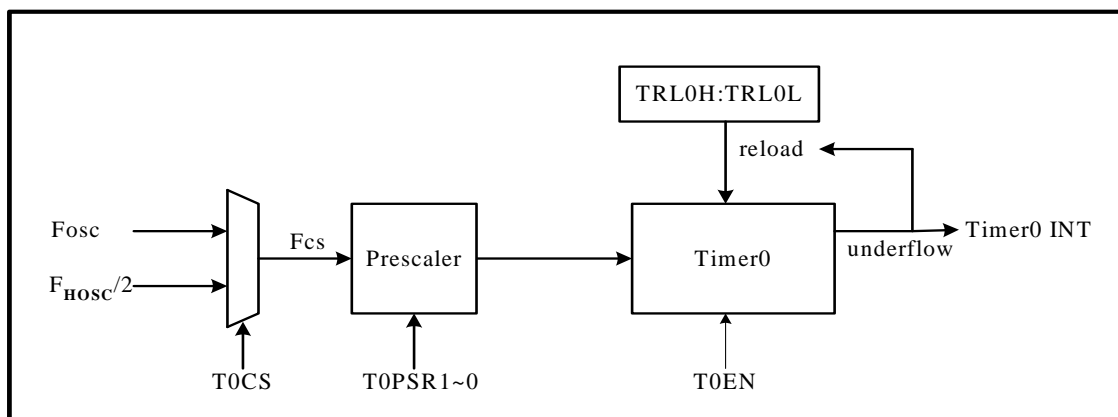 TRL0H:TRL0L
reload
Fosc
Fcs
Prescaler
Timer0
Timer0 INT
underflow
FHOSC/2
T0CS
T0PSR1~0
T0EN